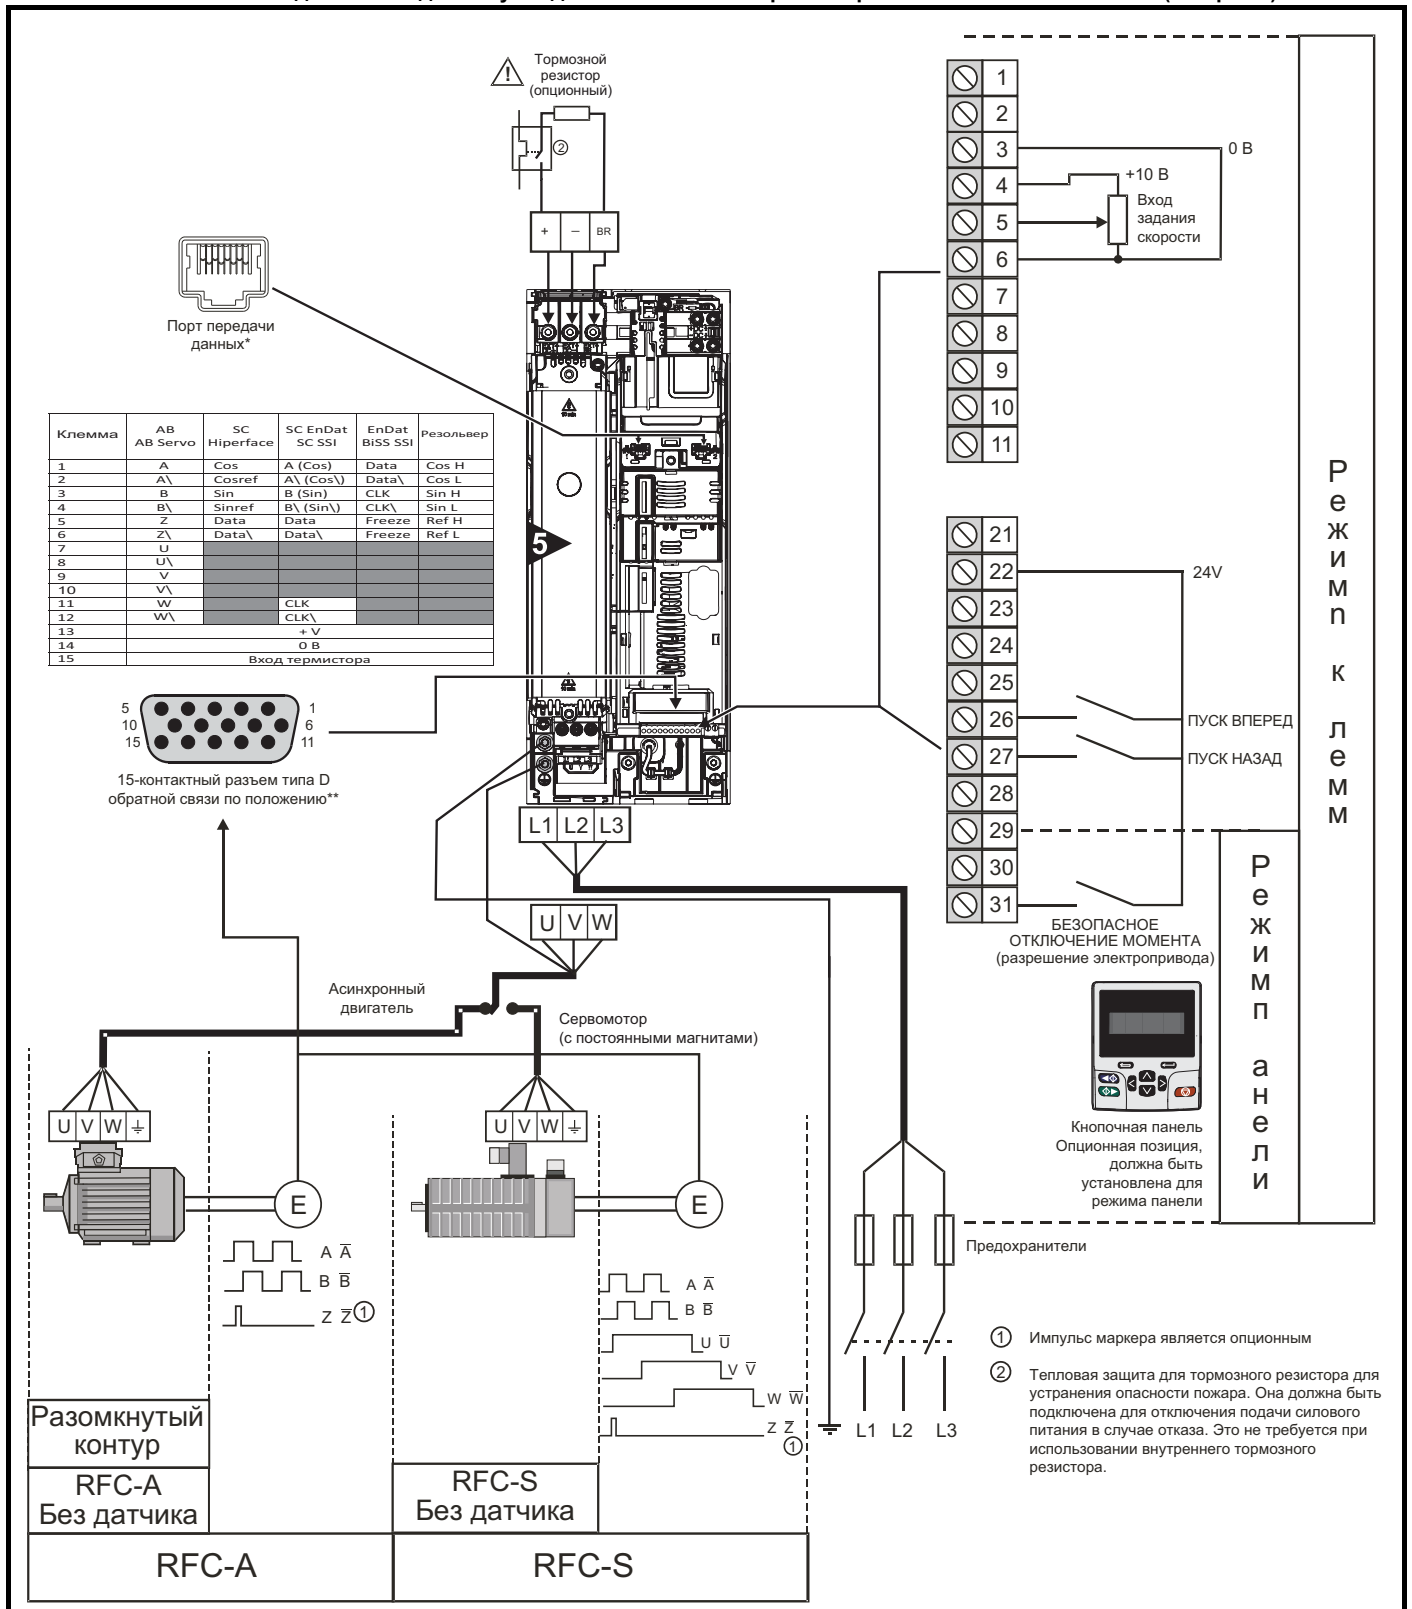 Тормозной
резистор
(опционный)
2
+ – BR
Порт передачи
данных*
Клемма AB AB Servo SC Hiperface SC EnDat SC SSI EnDat BiSS SSI Резольвер
1 A Cos A (Cos) Data Cos H
2 A\ Cosref A\ (Cos\) Data\ Cos L
3 B Sin B (Sin) CLK Sin H
4 B\ Sinref B\ (Sin\) CLK\ Sin L
5 Z Data Data Freeze Ref H
6 Z\ Data\ Data\ Freeze Ref L
7 U
8 U\
9 V
10 V\
11 W CLK
12 W\ CLK\
13 + V
14 0 В
15 Вход термистора
5 1
10 6
15 11
15-контактный разъем типа D
обратной связи по положению**
5
L1 L2 L3
U V W
1
2
3
4
5
6
7
8
9
10
11
0 В
+10 В
Вход
задания
скорости
21
22
23
24
25
26
27
28
29
30
31
24V
ПУСК ВПЕРЕД
ПУСК НАЗАД
БЕЗОПАСНОЕ
ОТКЛЮЧЕНИЕ МОМЕНТА
(разрешение электропривода)
Режимп к лемм
Режимп анели
Кнопочная панель
Опционная позиция,
должна быть
установлена для
режима панели
Асинхронный
двигатель
Сервомотор
(с постоянными магнитами)
U V W
U V W
E
E
A A̅
B B̅
Z Z̅ 1
A A̅
B B̅
U U̅
V V̅
W W̅
Z Z̅
1
Предохранители
L1 L2 L3
1 Импульс маркера является опционным
2 Тепловая защита для тормозного резистора для
устранения опасности пожара. Она должна быть
подключена для отключения подачи силового
питания в случае отказа. Это не требуется при
использовании внутреннего тормозного
резистора.
Разомкнутый
контур
RFC-A
Без датчика
RFC-S
Без датчика
RFC-A
RFC-S